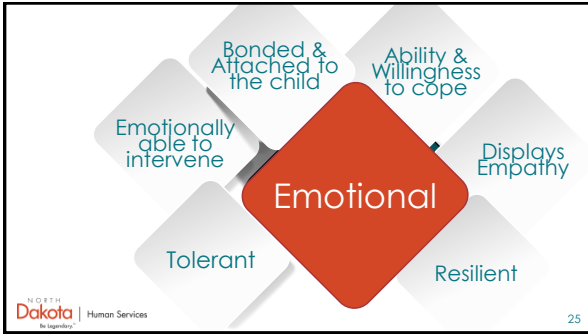 Bonded &
Attached to
the child
Ability &
Willingness
to cope
Emotionally
able to
intervene
Displays
Empathy
Emotional
Tolerant
Resilient
NORTH
Dakota | Human Services
Be Legendary.™
25